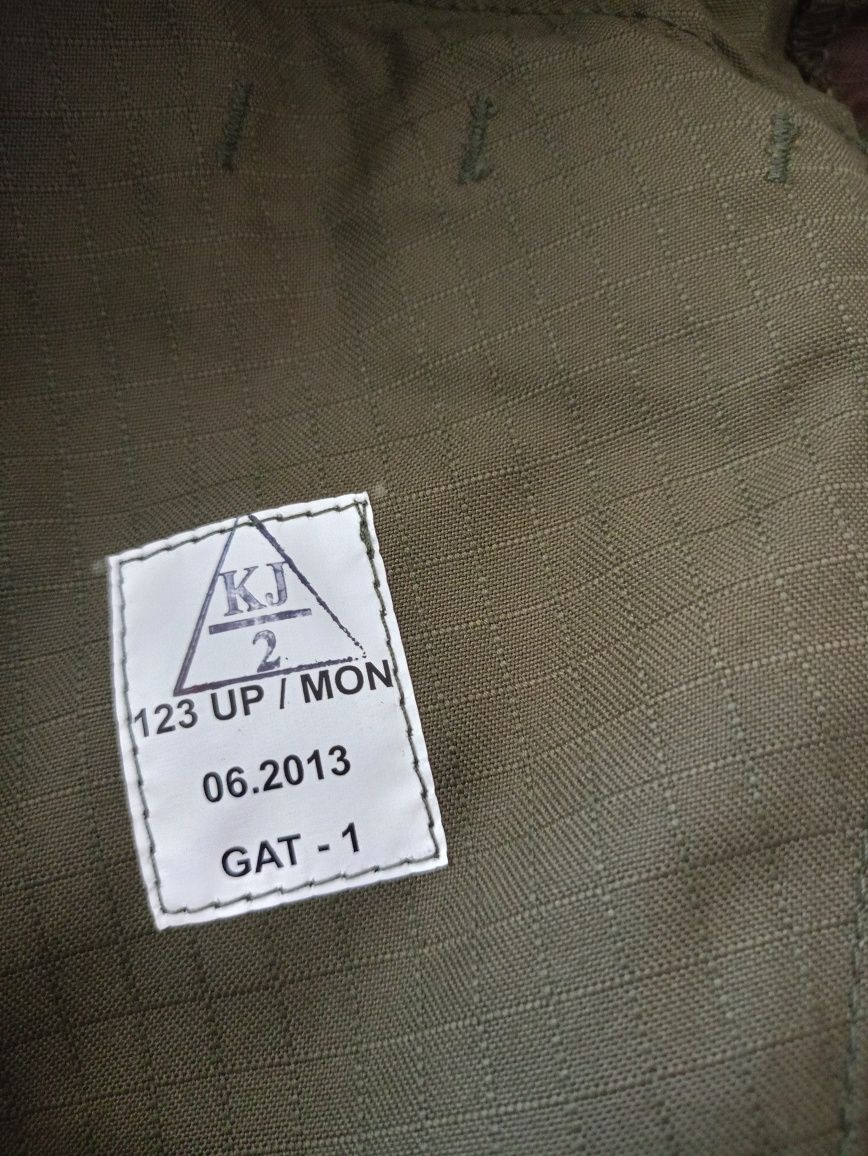 KJ
2
123 UP / MON
06.2013
GAT - 1